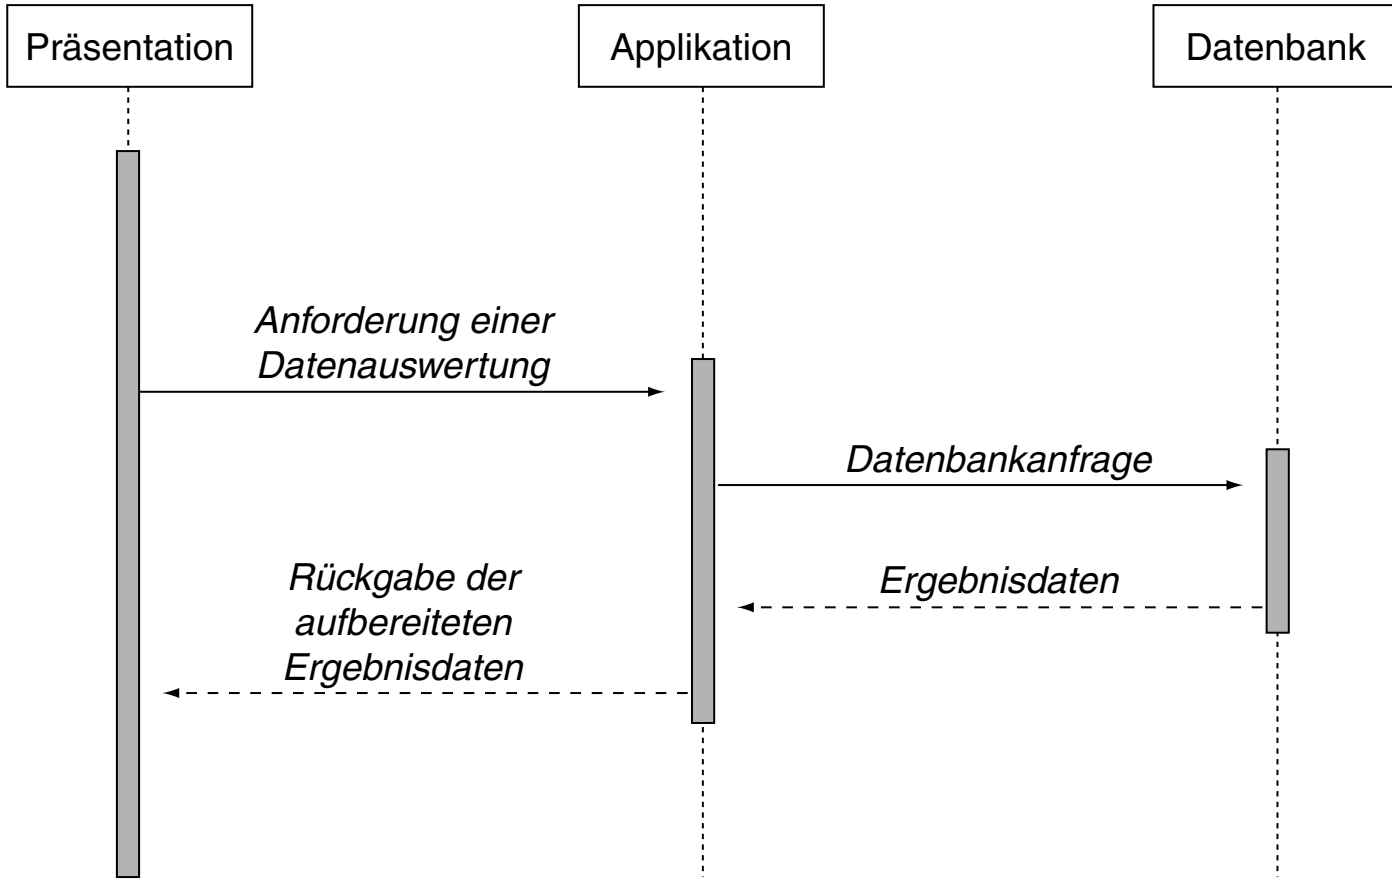 Präsentation
Applikation
Datenbank
Anforderung einer
Datenauswertung
Datenbankanfrage
Ergebnisdaten
Rückgabe der
aufbereiteten
Ergebnisdaten